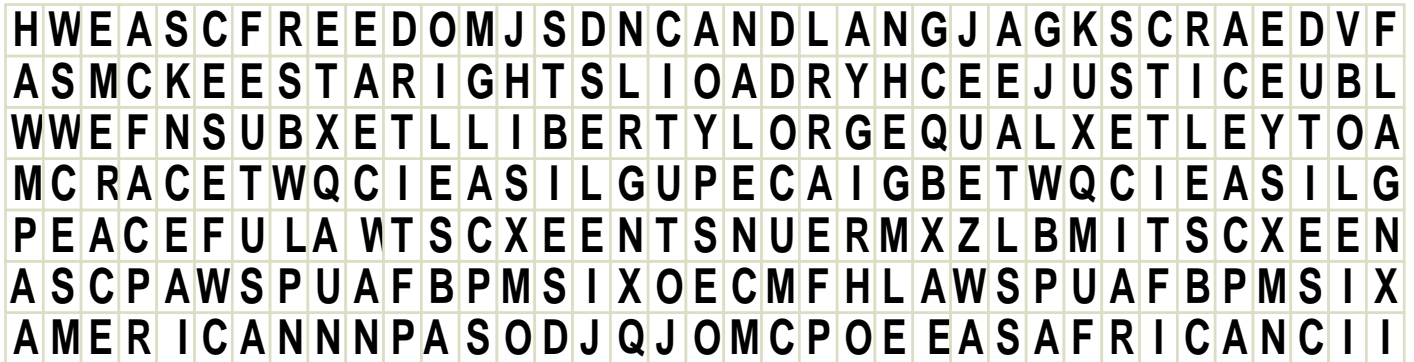 HWEASCFREEDOMJSDNCANDLANGJAGKSCRAEDVF
ASMCKEESTARIGHTSLIOADRYHCEEJUSTICEUBL
WWEFNSUBXETLLIBERTYLORGEQUALXETLEYTOA
MCRACETWQCIEASILGUPECAIGBETWQCIEASILG
PEACEFULAWTSCXEENTSNUERMXZLBMITSCXEEN
ASCPAWSPUAFBPMSIXOECMFHLAWSPUAFBPMSIX
AMERICANNNPASODJQJOMCPOEEASAFRICANCII